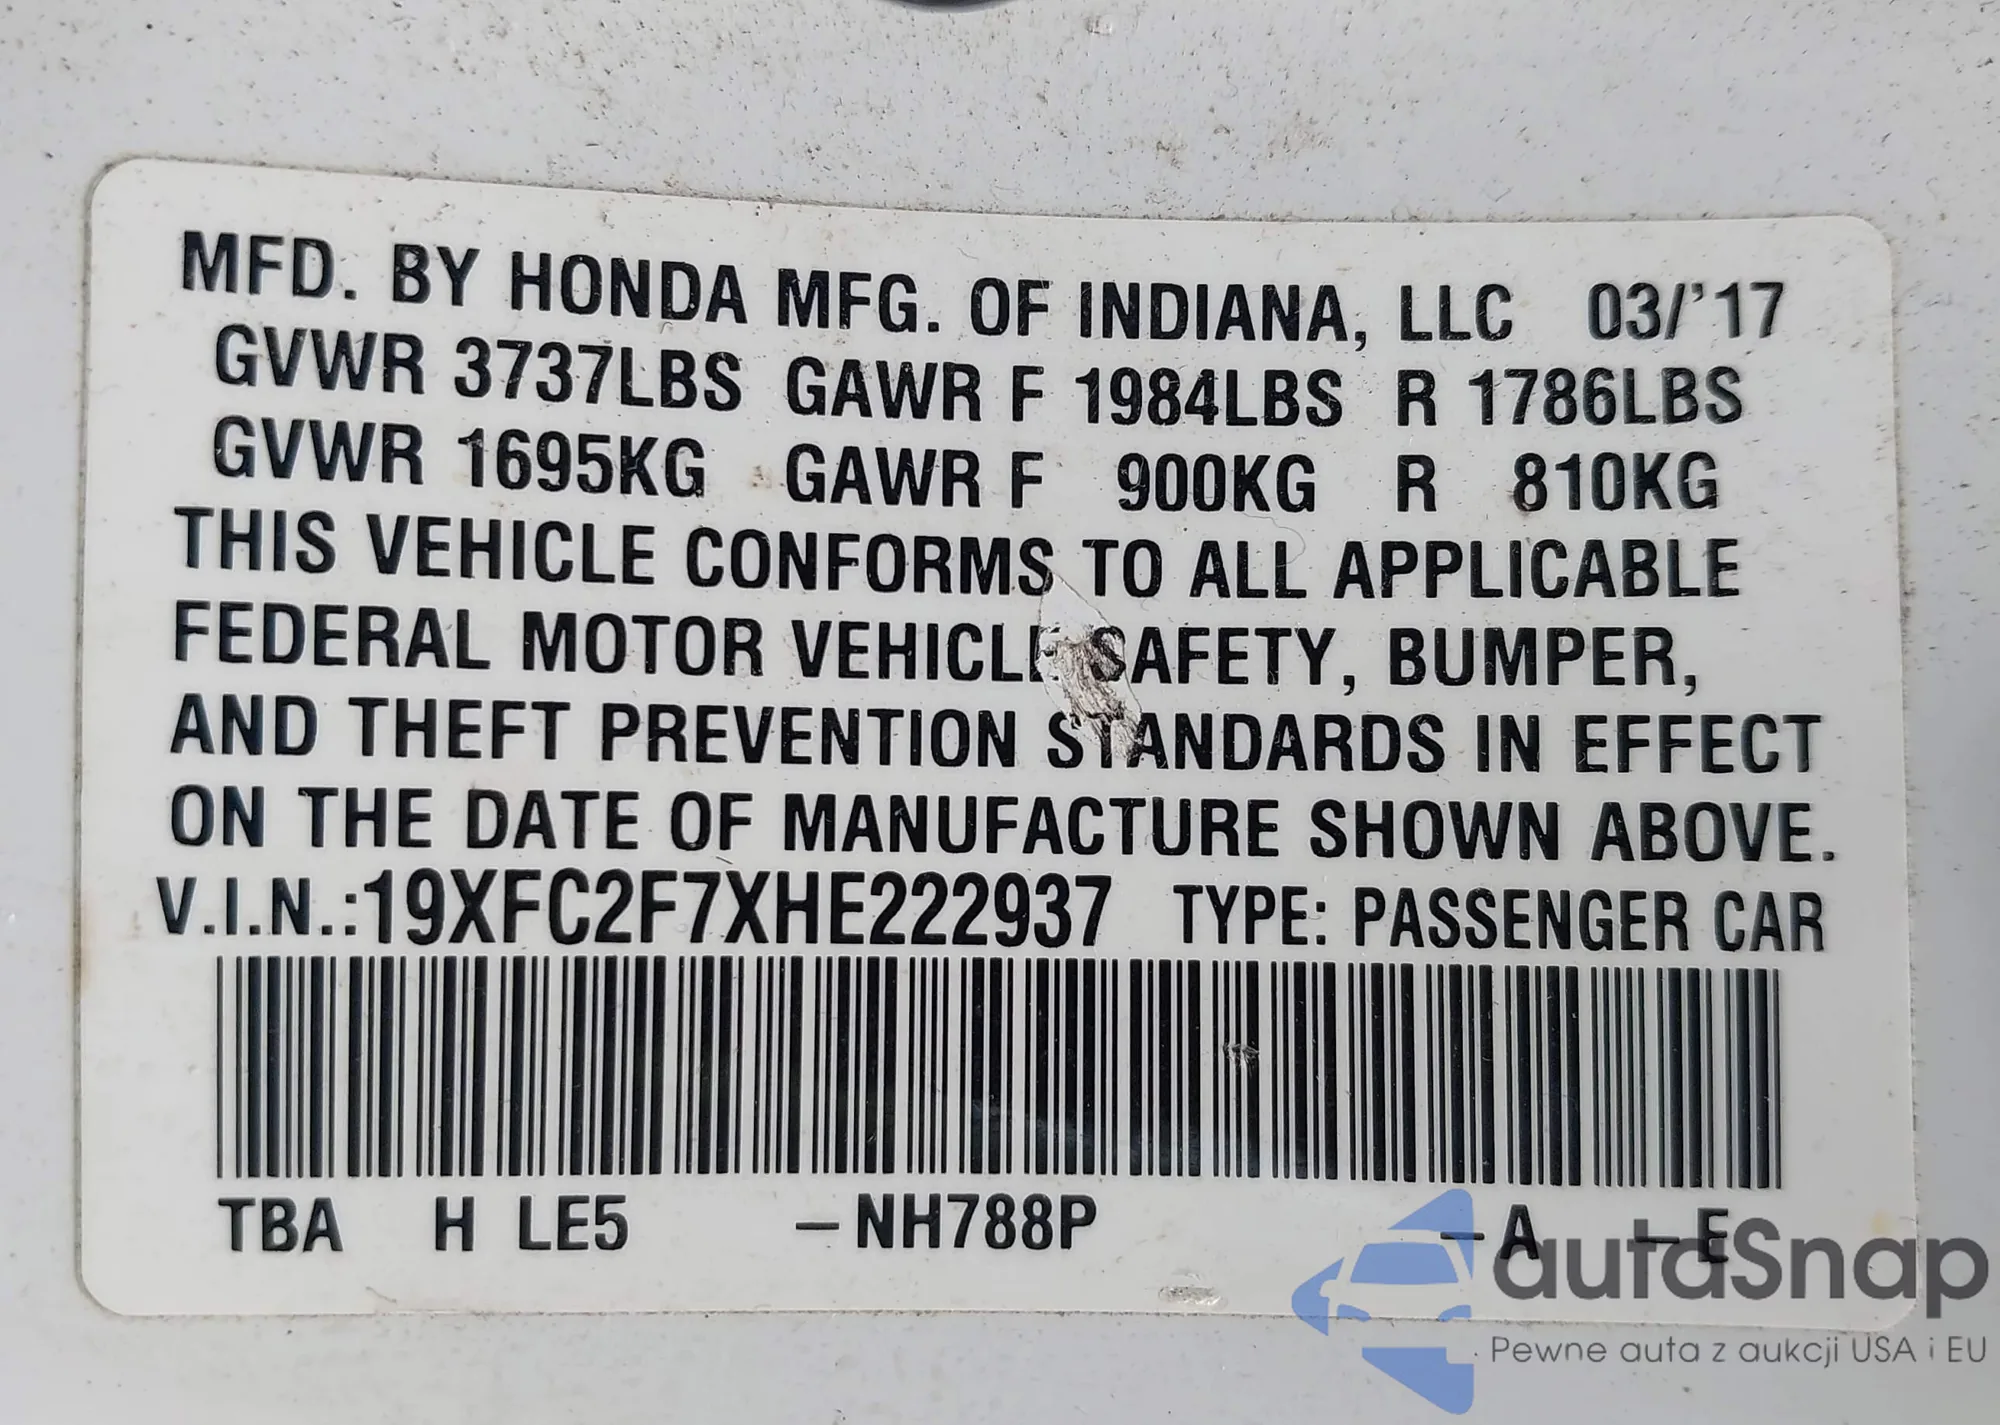 MFD. BY HONDA MFG. OF INDIANA, LLC 03/'17
GVWR 3737LBS GAWR F 1984LBS R 1786LBS
GVWR 1695KG GAWR F 900KG R 810KG
THIS VEHICLE CONFORMS TO ALL APPLICABLE
FEDERAL MOTOR VEHICLE SAFETY, BUMPER,
AND THEFT PREVENTION STANDARDS IN EFFECT
ON THE DATE OF MANUFACTURE SHOWN ABOVE.
V.I.N.:19XFC2F7XHE222937 TYPE: PASSENGER CAR
TBA H LE5 –NH788P –A –E
autaSnap
Pewne auta z aukcji USA i EU